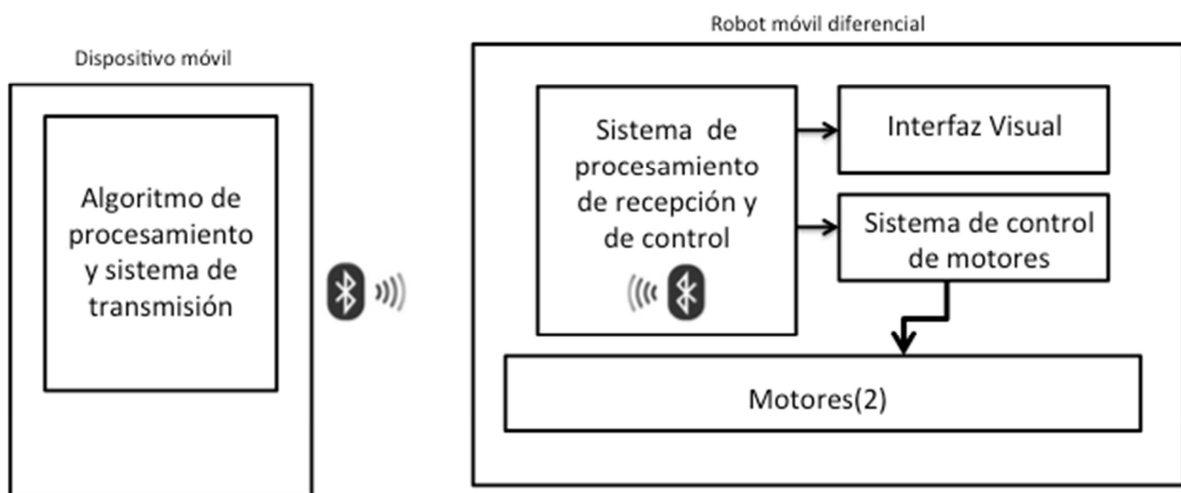 Dispositivo móvil
Algoritmo de
procesamiento
y sistema de
transmisión
Robot móvil diferencial
Sistema de
procesamiento
de recepción y
de control
Interfaz Visual
Sistema de control
de motores
Motores(2)